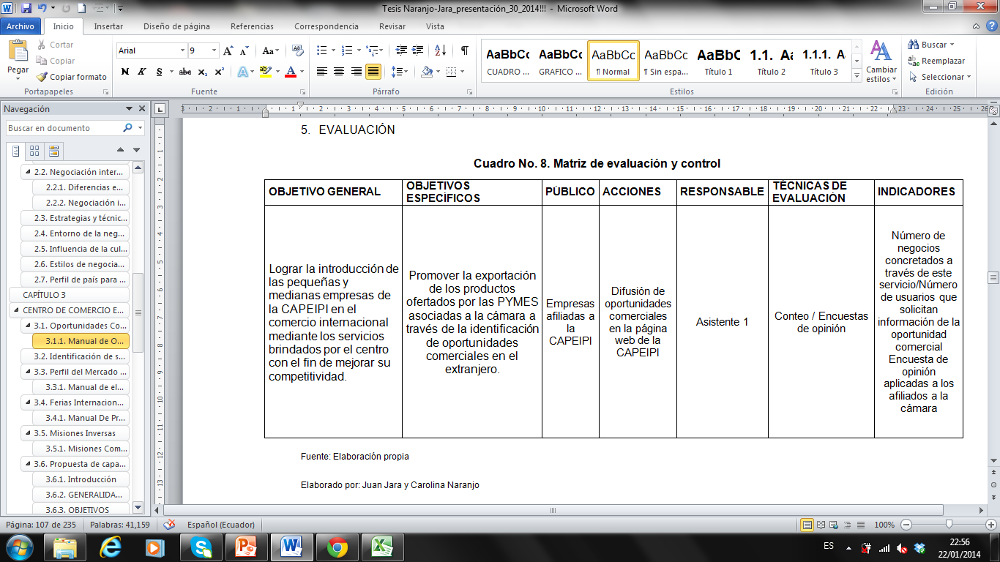 Tesis Naranjo-Jara_presentación_30_2014!!! - Microsoft Word
Archivo
Inicio
Insertar
Diseño de página
Referencias
Correspondencia
Revisar
Vista
Pegar
Cortar
Copiar
Copiar formato
Portapapeles
Arial
9
N K S abc x₂ x²
Fuente
Párrafo
AaBbCc
CUADRO ...
AaBbCc
GRAFICO ...
AaBbCc
¶ Normal
AaBbCc
¶ Sin espa...
AaBbC
Título 1
1.1. Aa
Título 2
1.1.1. A
Título 3
Cambiar
estilos
Estilos
Buscar
Reemplazar
Seleccionar
Edición
Navegación
Buscar en documento
2.2. Negociación inter...
2.2.1. Diferencias e...
2.2.2. Negociación i...
2.3. Estrategias y técnic...
2.4. Entorno de la neg...
2.5. Influencia de la cul...
2.6. Estilos de negocia...
2.7. Perfil de país para ...
CAPÍTULO 3
CENTRO DE COMERCIO E...
3.1. Oportunidades Co...
3.1.1. Manual de O...
3.2. Identificación de s...
3.3. Perfil del Mercado ...
3.3.1. Manual de el...
3.4. Ferias Internacion...
3.4.1. Manual De Pr...
3.5. Misiones Inversas
3.5.1. Misiones Com...
3.6. Propuesta de capa...
3.6.1. Introducción
3.6.2. GENERALIDA...
3.6.3. OBJETIVOS
5. EVALUACIÓN
Cuadro No. 8. Matriz de evaluación y control
OBJETIVO GENERAL
OBJETIVOS
ESPECÍFICOS
PÚBLICO
ACCIONES
RESPONSABLE
TÉCNICAS DE
EVALUACIÓN
INDICADORES
Lograr la introducción de
las pequeñas y
medianas empresas de
la CAPEIPI en el
comercio internacional
mediante los servicios
brindados por el centro
con el fin de mejorar su
competitividad.
Promover la exportación
de los productos
ofertados por las PYMES
asociadas a la cámara a
través de la identificación
de oportunidades
comerciales en el
extranjero.
Empresas
afiliadas a
la
CAPEIPI
Difusión de
oportunidades
comerciales
en la página
web de la
CAPEIPI
Asistente 1
Conteo / Encuestas
de opinión
Número de
negocios
concretados a
través de este
servicio/Número
de usuarios que
solicitan
información de la
oportunidad
comercial
Encuesta de
opinión
aplicadas a los
afiliados a la
cámara
Fuente: Elaboración propia
Elaborado por: Juan Jara y Carolina Naranjo
Página: 107 de 235
Palabras: 41,159
Español (Ecuador)
100%
ES
22:56
22/01/2014